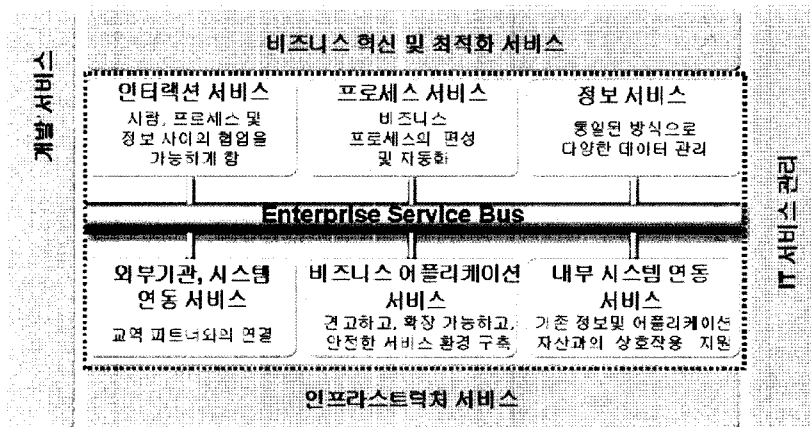 비즈니스 혁신 및 최적화 서비스
개발 서비스
인터랙션 서비스
사람, 프로세스 및
정보 사이의 협업을
가능하게 함
프로세스 서비스
비즈니스
프로세스의 편성
및 자동화
정보 서비스
통일된 방식으로
다양한 데이터 관리
Enterprise Service Bus
외부기관, 시스템
연동 서비스
교역 파트너와의 연결
비즈니스 어플리케이션
서비스
견고하고, 확장 가능하고,
안전한 서비스 환경 구축
내부 시스템 연동
서비스
기존 정보및 어플리케이션
자산과의 상호작용 지원
IT 서비스 관리
인프라스트럭처 서비스